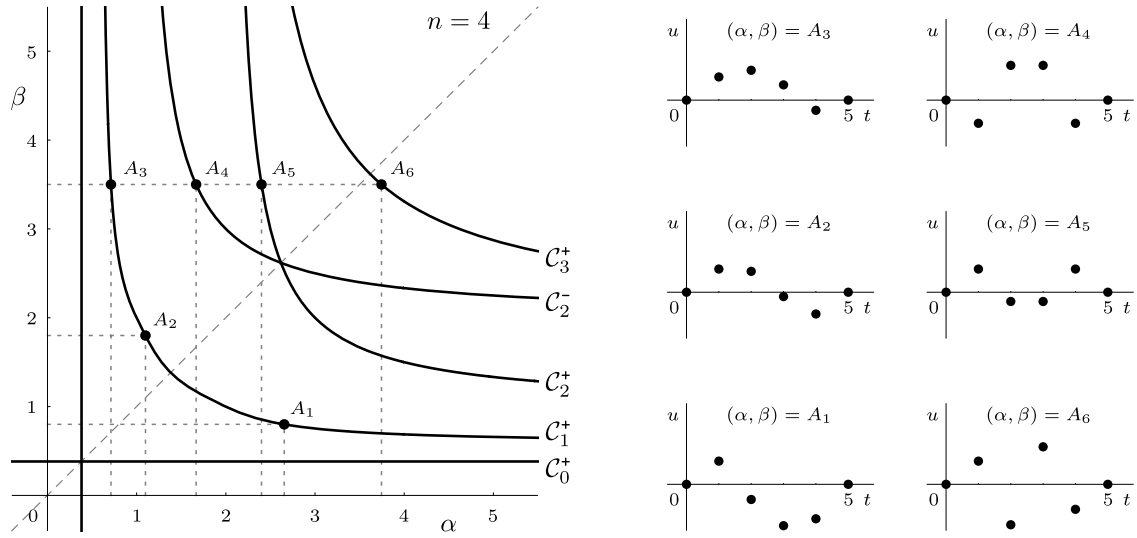 n = 4
5
β
4
A₃ A₄ A₅ A₆
3
C₃⁺
C₂⁻
2
A₂
C₂⁺
1
A₁
C₁⁺
C₀⁺
0 1 2 3 4 5
α
u (α, β) = A₃
0 5 t
u (α, β) = A₄
0 5 t
u (α, β) = A₂
0 5 t
u (α, β) = A₅
0 5 t
u (α, β) = A₁
0 5 t
u (α, β) = A₆
0 5 t